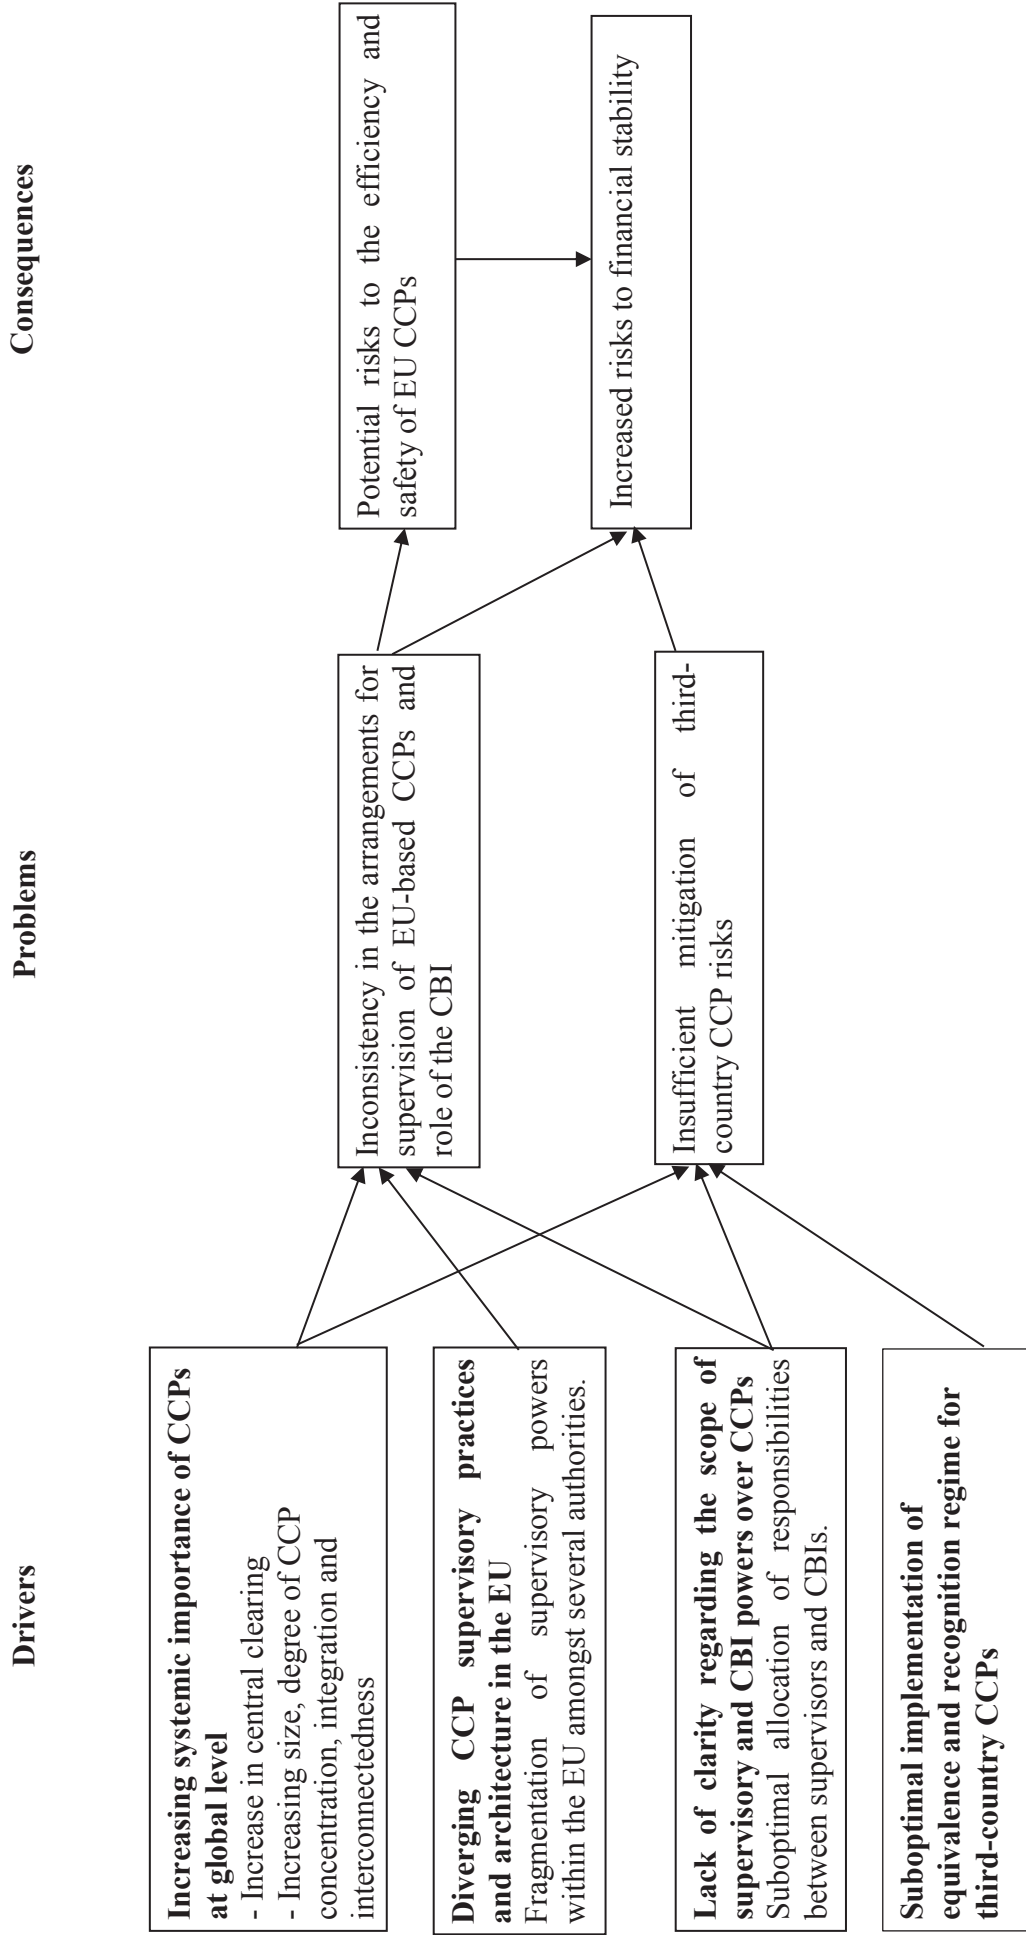 Drivers
Problems
Consequences
Increasing systemic importance of CCPs
at global level
- Increase in central clearing
- Increasing size, degree of CCP
concentration, integration and
interconnectedness
Diverging CCP supervisory practices
and architecture in the EU
Fragmentation of supervisory powers
within the EU amongst several authorities.
Lack of clarity regarding the scope of
supervisory and CBI powers over CCPs
Suboptimal allocation of responsibilities
between supervisors and CBIs.
Suboptimal implementation of
equivalence and recognition regime for
third-country CCPs
Inconsistency in the arrangements for
supervision of EU-based CCPs and
role of the CBI
Insufficient mitigation of third-
country CCP risks
Potential risks to the efficiency and
safety of EU CCPs
Increased risks to financial stability